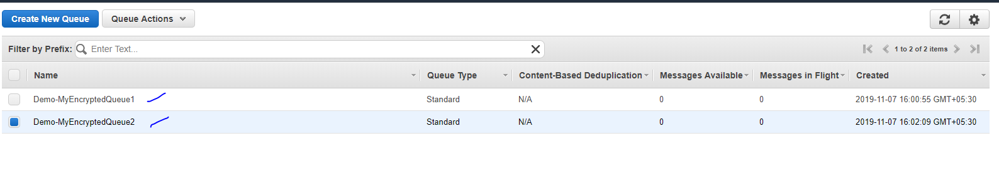 Create New Queue Queue Actions
Filter by Prefix: Enter Text... 1 to 2 of 2 items
Name Queue Type Content-Based Deduplication Messages Available Messages in Flight Created
Demo-MyEncryptedQueue1 Standard N/A 0 0 2019-11-07 16:00:55 GMT+05:30
Demo-MyEncryptedQueue2 Standard N/A 0 0 2019-11-07 16:02:09 GMT+05:30